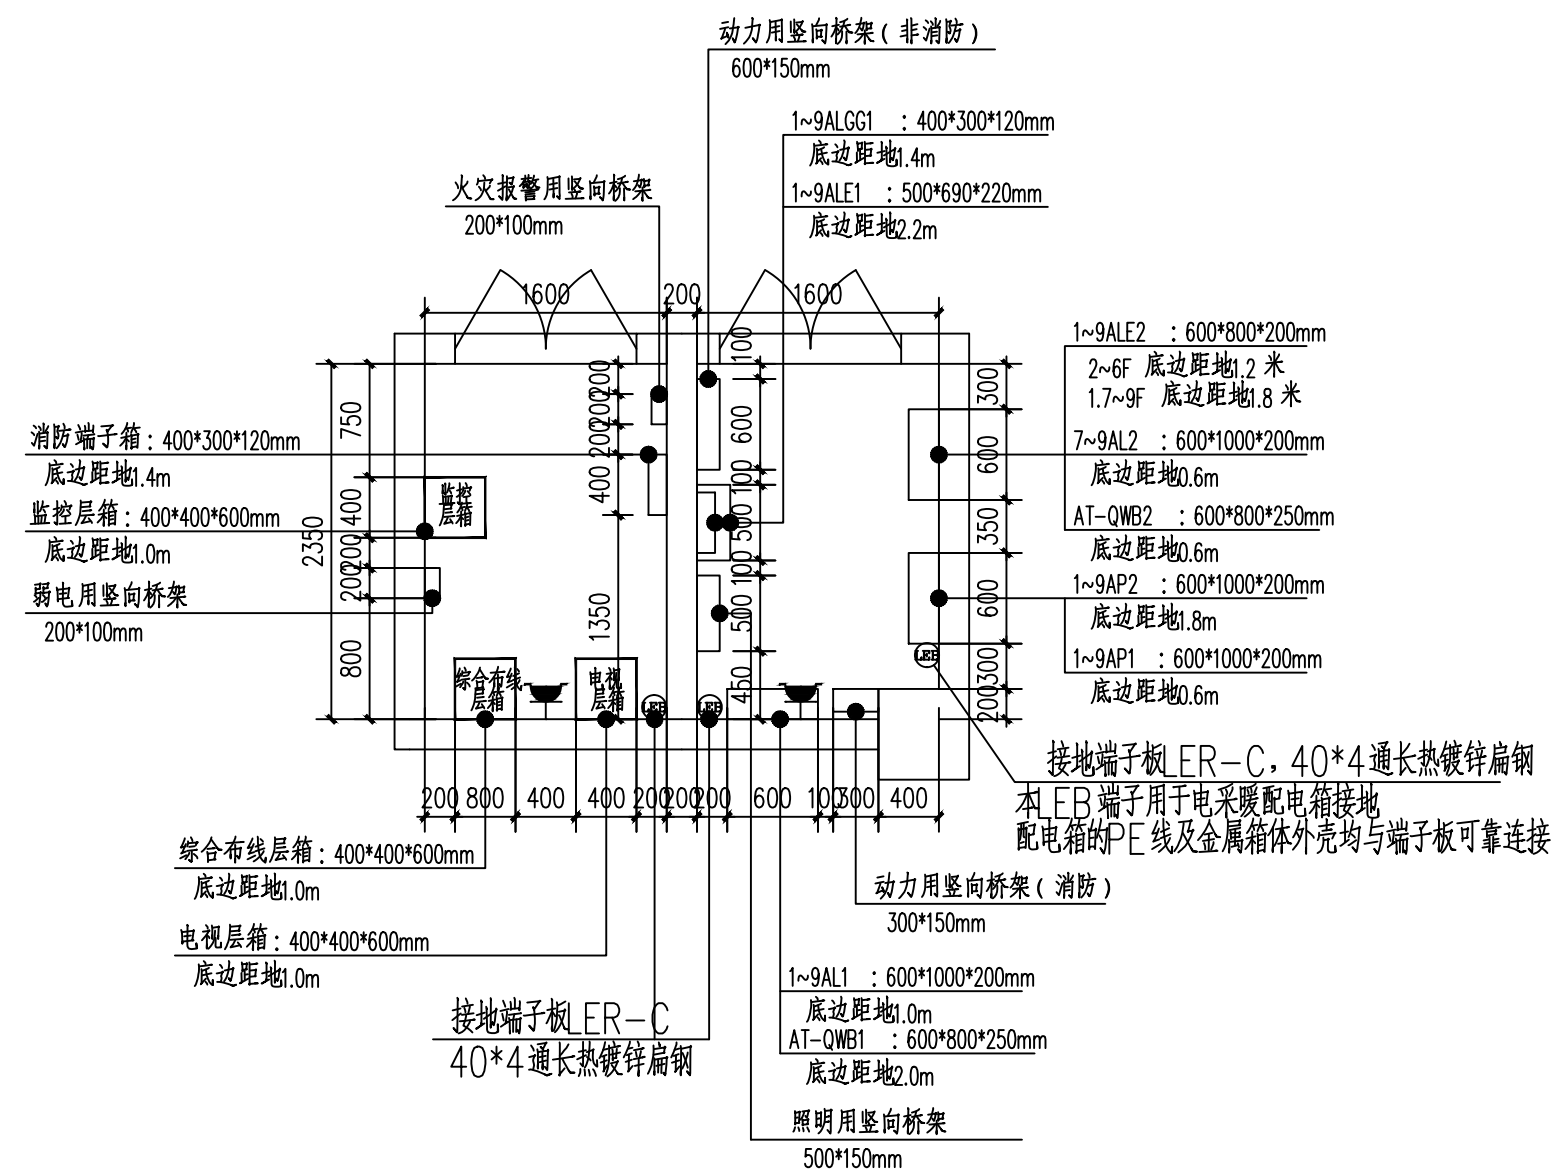 动力用竖向桥架(非消防)
600*150mm
1~9ALGG1 :400*300*120mm
底边距地1.4m
火灾报警用竖向桥架
200*100mm
1~9ALE1 :500*690*220mm
底边距地2.2m
1600
200
1600
1~9ALE2 :600*800*200mm
2~6F 底边距地1.2 米
1.7~9F 底边距地1.8 米
消防端子箱:400*300*120mm
底边距地1.4m
7~9AL2 :600*1000*200mm
底边距地0.6m
监控层箱:400*400*600mm
底边距地1.0m
监控
层箱
AT-QWB2 :600*800*250mm
底边距地0.6m
弱电用竖向桥架
200*100mm
1~9AP2 :600*1000*200mm
底边距地1.8m
1~9AP1 :600*1000*200mm
底边距地0.6m
2350
750
400
200
200
800
200
200
200
400
1350
100
600
100
500
100
500
450
300
600
350
600
300
200
综合布线
层箱
电视
层箱
LEB
LEB
LEB
接地端子板LER-C,40*4通长热镀锌扁钢
本LEB端子用于电采暖配电箱接地
配电箱的PE线及金属箱体外壳均与端子板可靠连接
200
800
400
400
200
200
200
600
100
300
400
综合布线层箱:400*400*600mm
底边距地1.0m
动力用竖向桥架(消防)
300*150mm
电视层箱:400*400*600mm
底边距地1.0m
1~9AL1 :600*1000*200mm
底边距地1.0m
接地端子板LER-C
40*4通长热镀锌扁钢
AT-QWB1 :600*800*250mm
底边距地2.0m
照明用竖向桥架
500*150mm